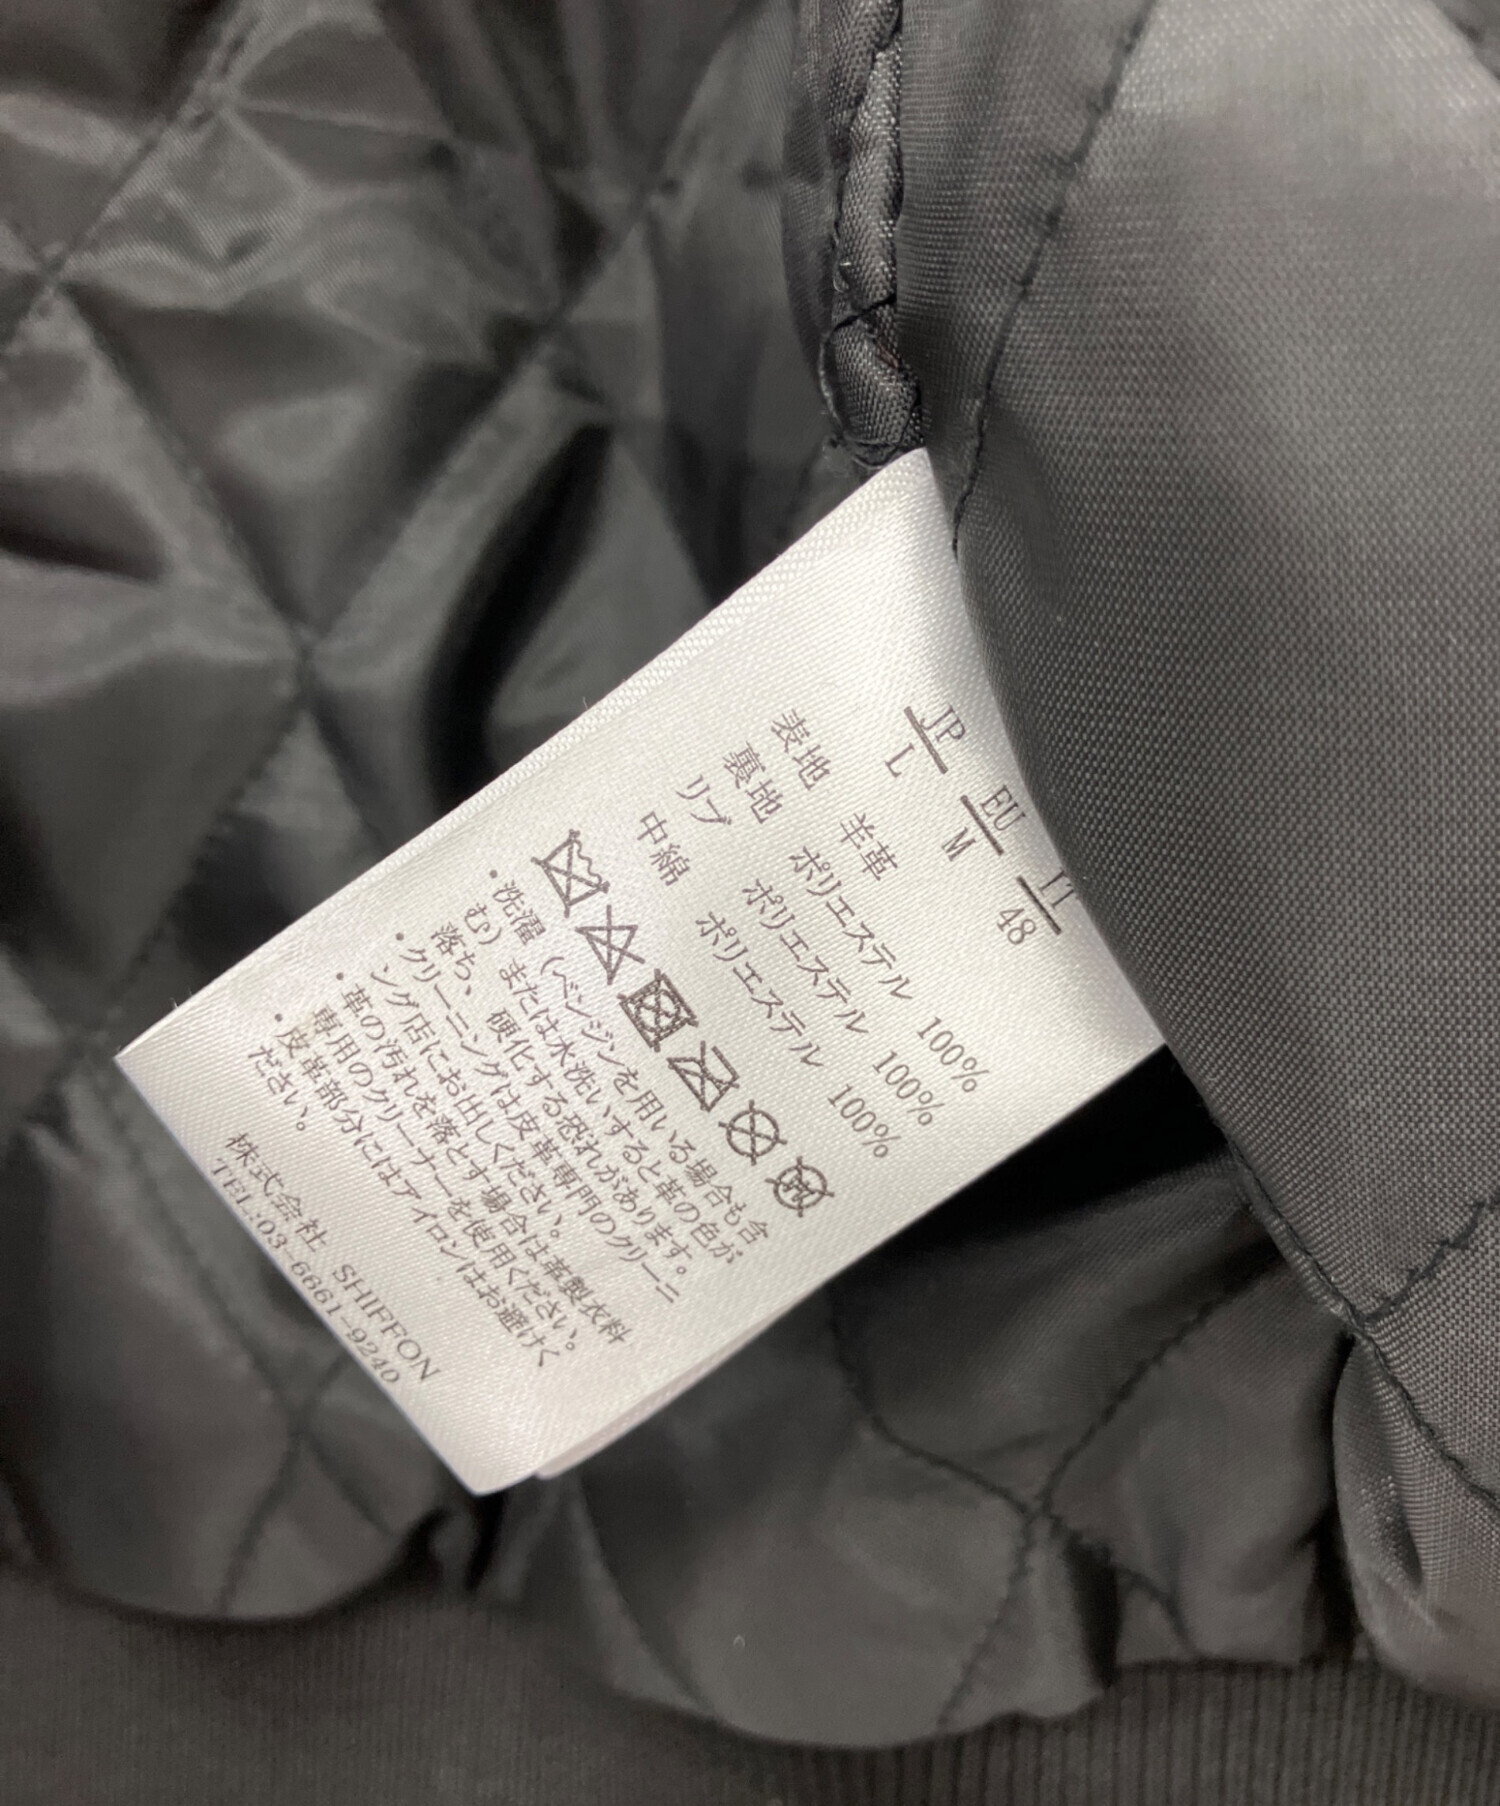 JP EU IT
L M 48
表地 羊革
裏地 ポリエステル 100%
リブ ポリエステル 100%
中綿 ポリエステル 100%
・洗濯（ベンジンを用いる場合も含
む）または水洗いすると革の色が
落ち、硬化する恐れがあります。
・クリーニングは皮革専門のクリーニ
ング店にお出しください。
・革の汚れを落とす場合は革製衣料
専用のクリーナーを使用ください。
・皮革部分にはアイロンはお避けく
ださい。
株式会社 SHIFFON
TEL:03-6661-9240